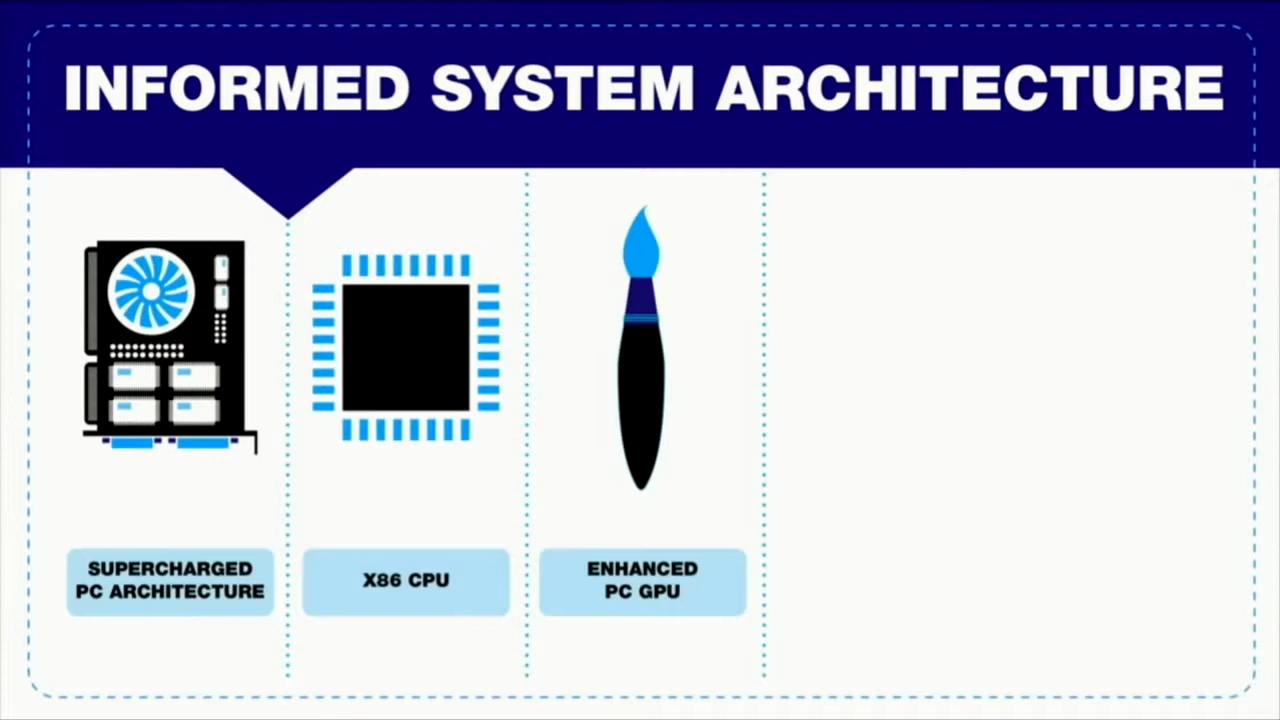 INFORMED SYSTEM ARCHITECTURE
SUPERCHARGED
PC ARCHITECTURE
X86 CPU
ENHANCED
PC GPU